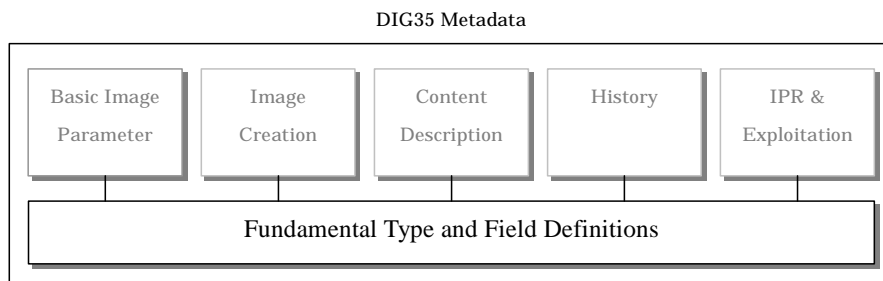 DIG35 Metadata
Basic Image
Parameter
Image
Creation
Content
Description
History
IPR &
Exploitation
Fundamental Type and Field Definitions